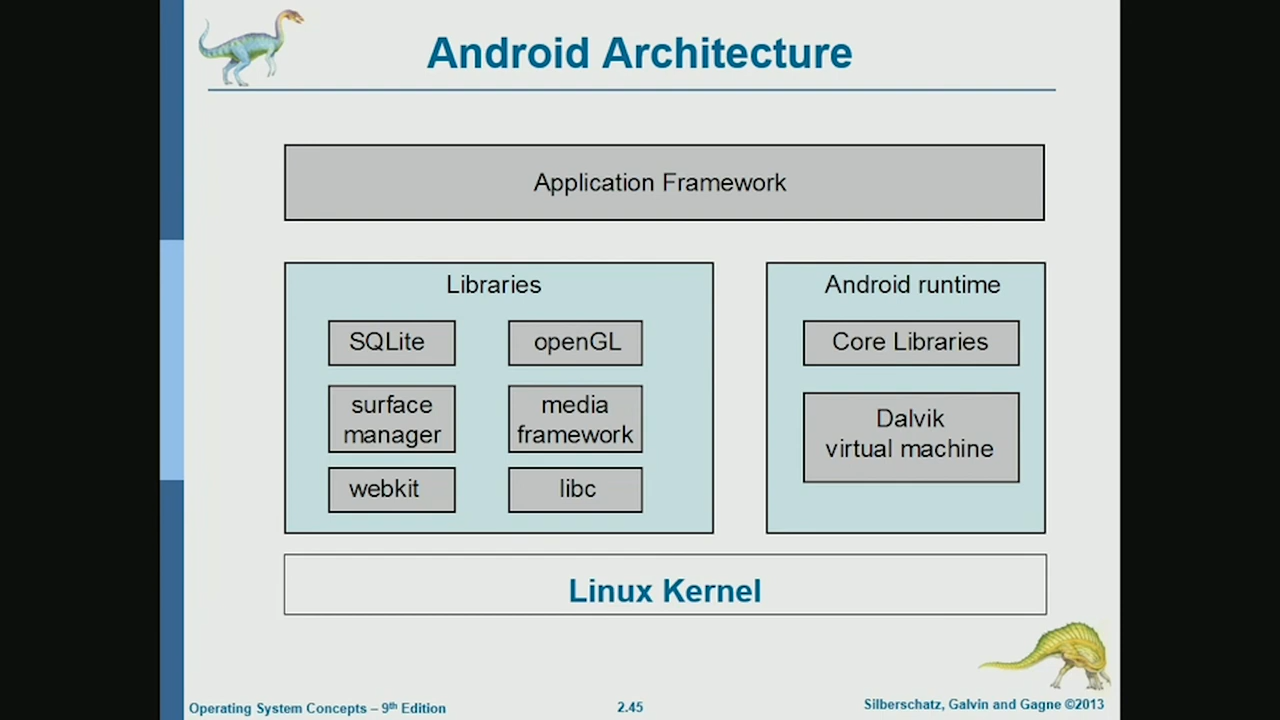 Android Architecture
Application Framework
Libraries
SQLite
openGL
surface
manager
media
framework
webkit
libc
Android runtime
Core Libraries
Dalvik
virtual machine
Linux Kernel
Operating System Concepts – 9th Edition
2.45
Silberschatz, Galvin and Gagne ©2013